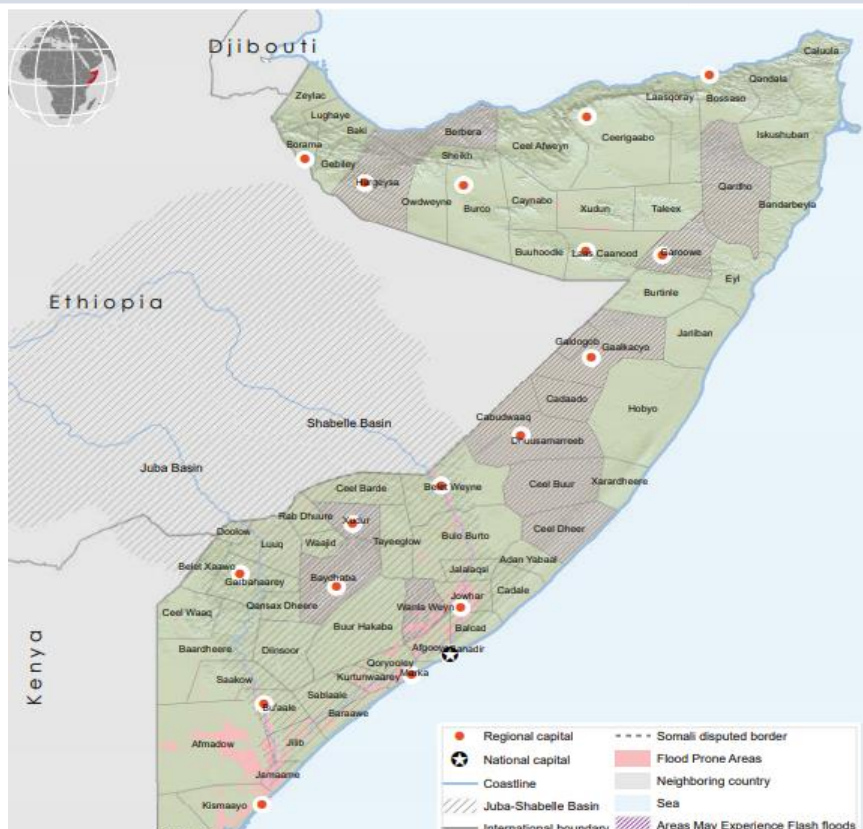 Djibouti
Caluula
Qandala
Laasqoray
Bossaso
Zeylac
Lughaye
Baki
Berbera
Ceel Afweyn
Ceerigaabo
Iskushuban
Borama
Gebiley
Sheikh
Hargeysa
Owdweyne
Burco
Caynabo
Xudun
Taleex
Qardho
Bandarbeyla
Buuhoodle
Laas Caanood
Garoowe
Eyl
Ethiopia
Burtinle
Jariiban
Galdogob
Gaalkacyo
Cadaado
Hobyo
Cabudwaaq
Shabelle Basin
Dhuusamarreeb
Juba Basin
Ceel Buur
Xarardheere
Ceel Barde
Belet Weyne
Rab Dhuure
Xudur
Ceel Dheer
Doolow
Luuq
Waajid
Tayeeglow
Bulo Burto
Adan Yabaal
Belet Xaawo
Garbahaarey
Jalalaqsi
Baydhaba
Cadale
Qansax Dheere
Wanla Weyn
Jowhar
Ceel Waaq
Buur Hakaba
Balcad
Baardheere
Diinsoor
Afgooye
Banadir
Qoryooley
Kenya
Saakow
Kurtunwaarey
Marka
Sablaale
Bu'aale
Baraawe
Afmadow
Jilib
Jamaame
Kismaayo
Regional capital
National capital
Coastline
Juba-Shabelle Basin
International boundary
Somali disputed border
Flood Prone Areas
Neighboring country
Sea
Areas May Experience Flash floods